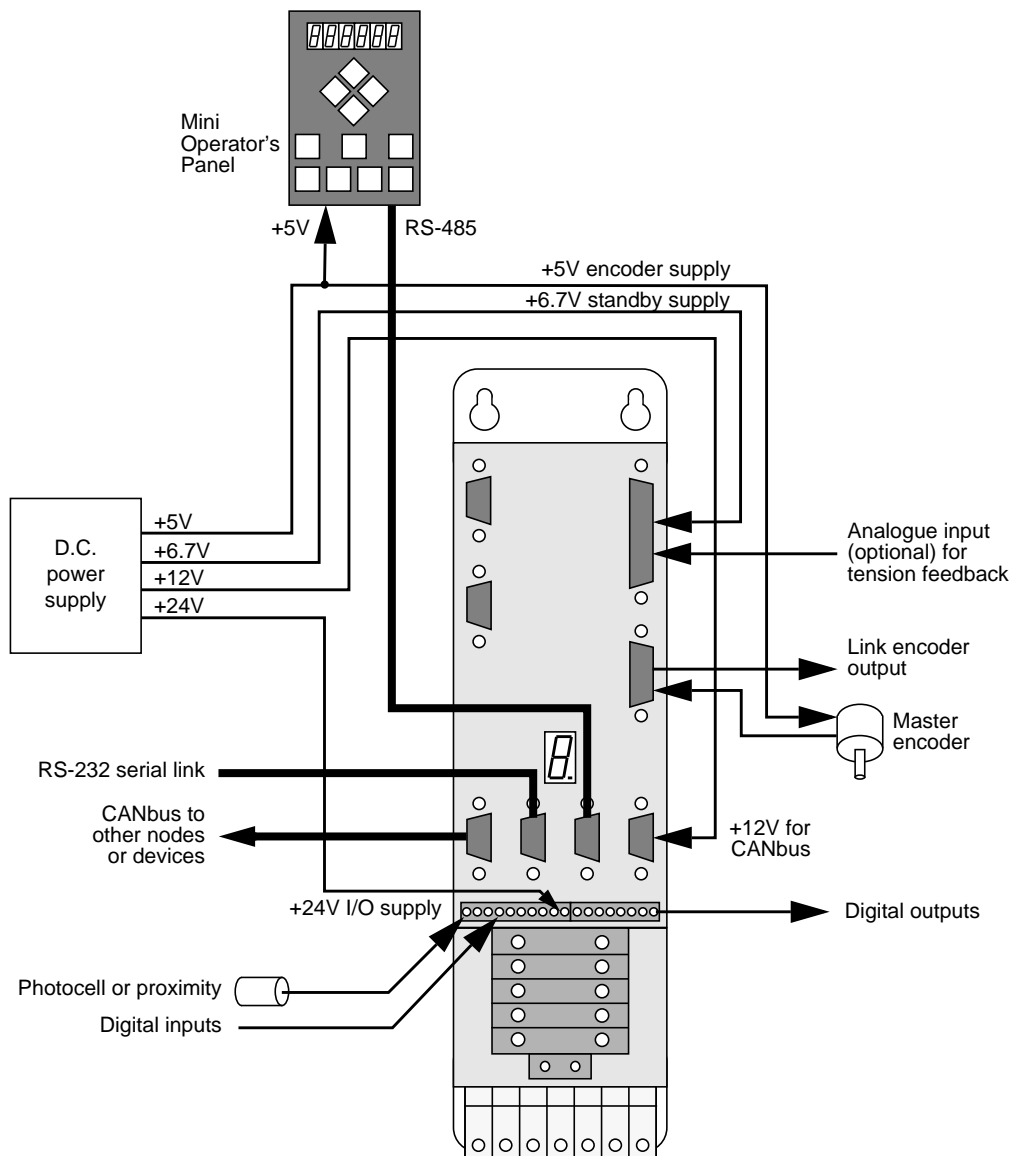 Mini
Operator's
Panel
+5V
RS-485
+5V encoder supply
+6.7V standby supply
D.C.
power
supply
+5V
+6.7V
+12V
+24V
Analogue input
(optional) for
tension feedback
Link encoder
output
Master
encoder
RS-232 serial link
CANbus to
other nodes
or devices
+12V for
CANbus
+24V I/O supply
Digital outputs
Photocell or proximity
Digital inputs